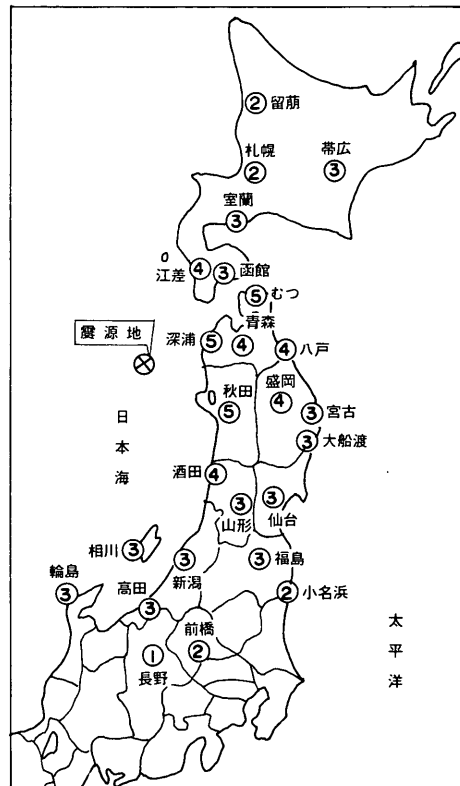 ② 留萌
札幌
②
帯広
③
室蘭
③
江差 ④ ③ 函館
⑤ むつ
青森
④
深浦 ⑤
④ 八戸
震源地
盛岡
④
秋田
⑤
③ 宮古
③ 大船渡
日本海
酒田 ④
③
山形
③
仙台
相川 ③
③
新潟
③ 福島
輪島
③
高田
③
② 小名浜
前橋
②
①
長野
太平洋